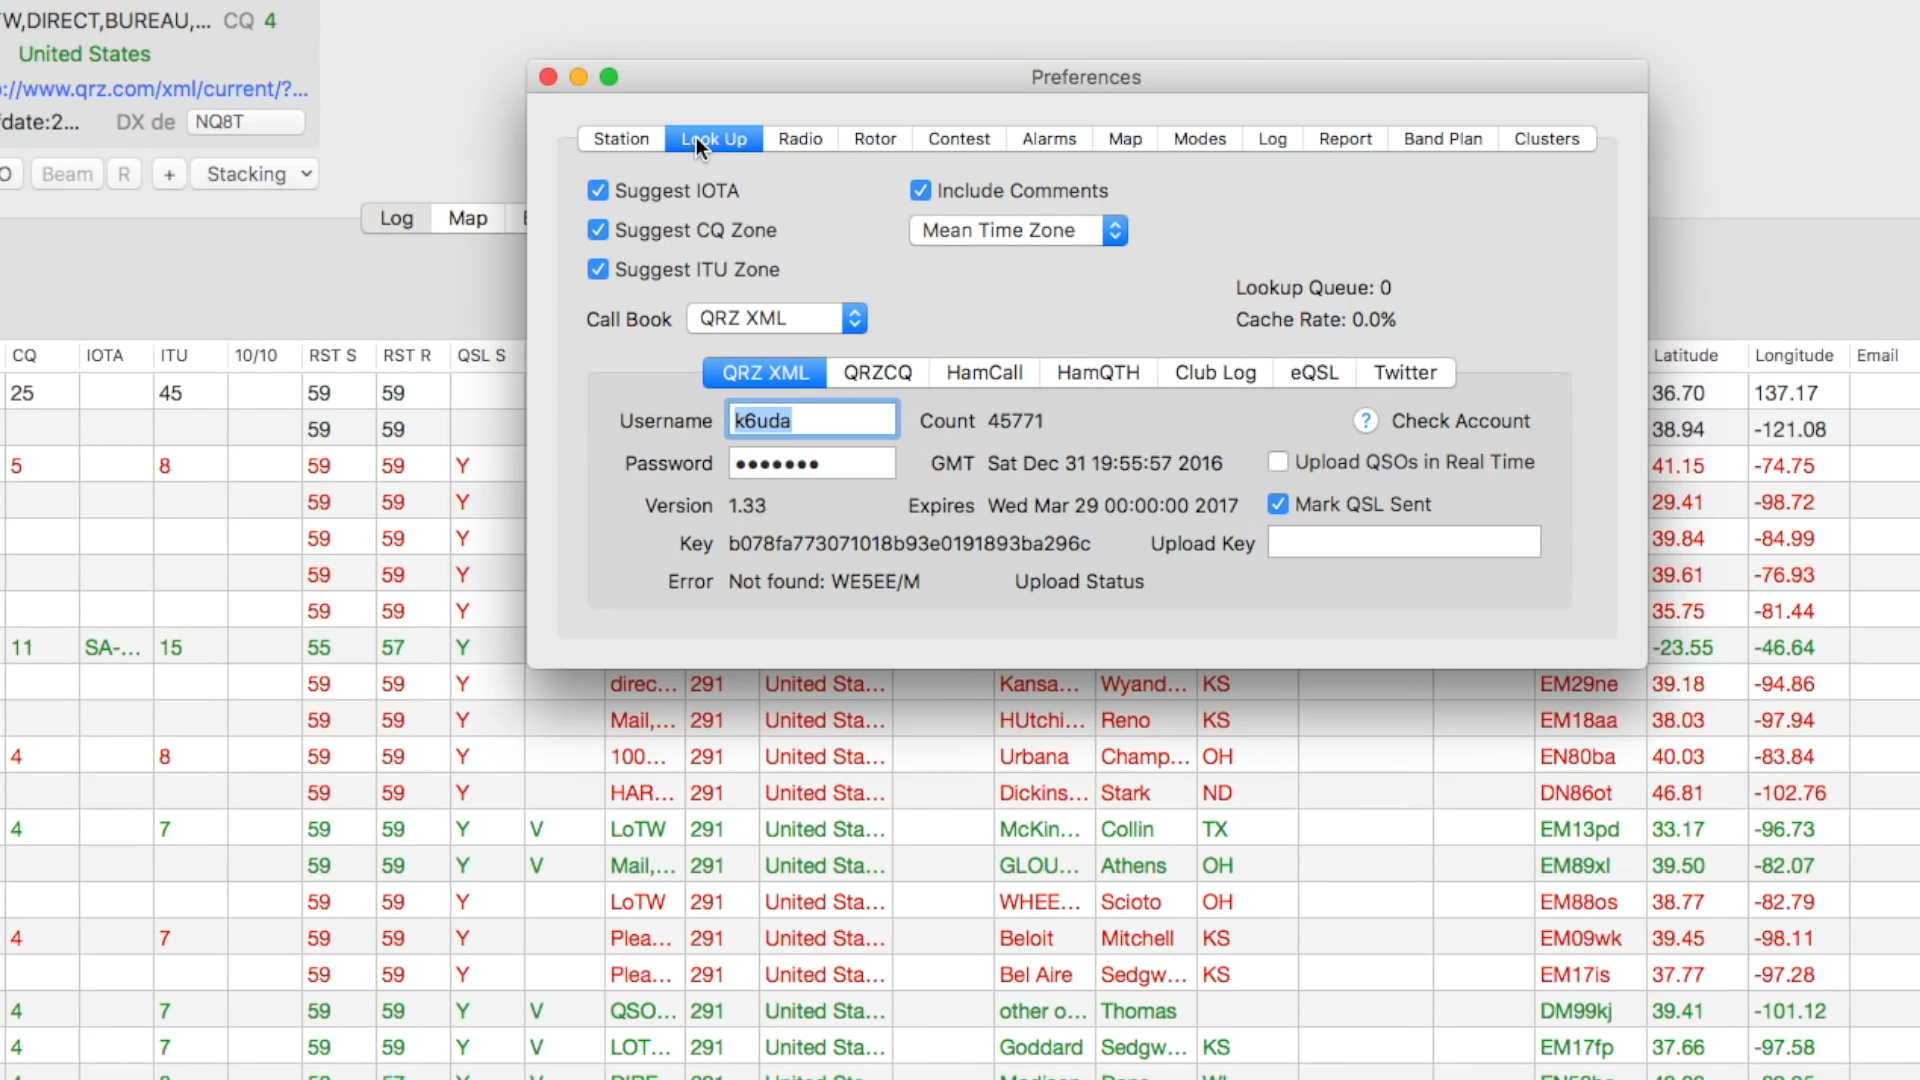 W,DIRECT,BUREAU,... CQ 4
United States
://www.qrz.com/xml/current/?...
date:2... DX de NQ8T
Beam R + Stacking
Log Map
Preferences
Station Look Up Radio Rotor Contest Alarms Map Modes Log Report Band Plan Clusters
Suggest IOTA Include Comments
Suggest CQ Zone Mean Time Zone
Suggest ITU Zone
Lookup Queue: 0
Call Book QRZ XML Cache Rate: 0.0%
QRZ XML QRZCQ HamCall HamQTH Club Log eQSL Twitter
Username k6uda Count 45771 ? Check Account
Password ●●●●●●● GMT Sat Dec 31 19:55:57 2016 Upload QSOs in Real Time
Version 1.33 Expires Wed Mar 29 00:00:00 2017 Mark QSL Sent
Key b078fa773071018b93e0191893ba296c Upload Key
Error Not found: WE5EE/M Upload Status
CQ IOTA ITU 10/10 RST S RST R QSL S Latitude Longitude Email
25 45 59 59 36.70 137.17
59 59 38.94 -121.08
5 8 59 59 Y 41.15 -74.75
59 59 Y 29.41 -98.72
59 59 Y 39.84 -84.99
59 59 Y 39.61 -76.93
59 59 Y 35.75 -81.44
11 SA-... 15 55 57 Y -23.55 -46.64
59 59 Y direc... 291 United Sta... Kansa... Wyand... KS EM29ne 39.18 -94.86
59 59 Y Mail,... 291 United Sta... HUtchi... Reno KS EM18aa 38.03 -97.94
4 8 59 59 Y 100... 291 United Sta... Urbana Champ... OH EN80ba 40.03 -83.84
59 59 Y HAR... 291 United Sta... Dickins... Stark ND DN86ot 46.81 -102.76
4 7 59 59 Y V LoTW 291 United Sta... McKin... Collin TX EM13pd 33.17 -96.73
59 59 Y V Mail,... 291 United Sta... GLOU... Athens OH EM89xl 39.50 -82.07
59 59 Y LoTW 291 United Sta... WHEE... Scioto OH EM88os 38.77 -82.79
4 7 59 59 Y Plea... 291 United Sta... Beloit Mitchell KS EM09wk 39.45 -98.11
59 59 Y Plea... 291 United Sta... Bel Aire Sedgw... KS EM17is 37.77 -97.28
4 7 59 59 Y V QSO... 291 United Sta... other o... Thomas DM99kj 39.41 -101.12
4 7 59 59 Y V LOT... 291 United Sta... Goddard Sedgw... KS EM17fp 37.66 -97.58